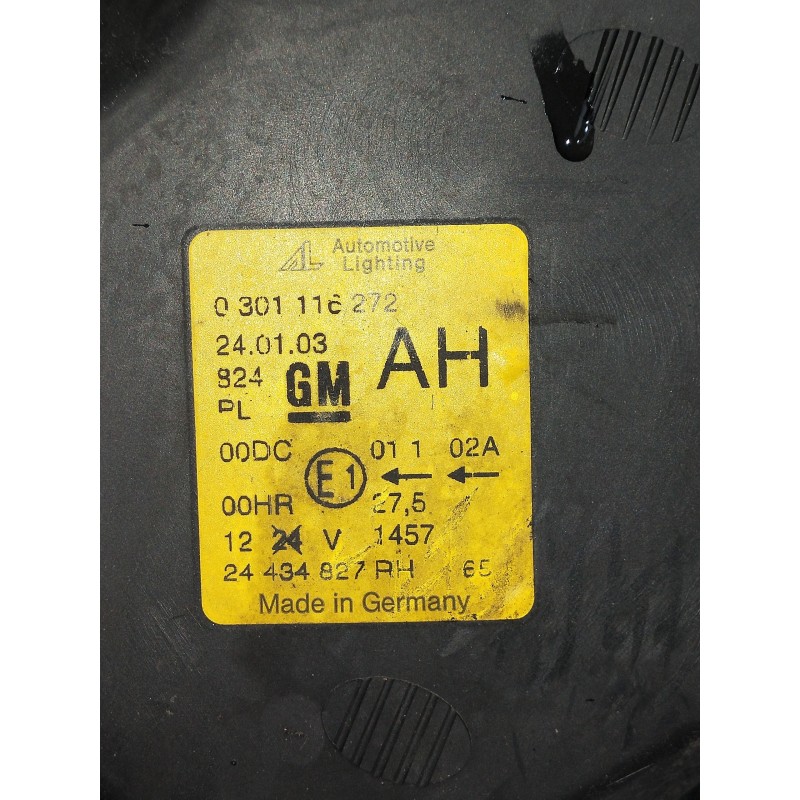 AL Automotive
Lighting
0 301 116 272
24.01.03
824 GM AH
PL
00DC 01 1 02A
E1
00HR 27,5
12 24 V 1457
24 434 827 RH 65
Made in Germany